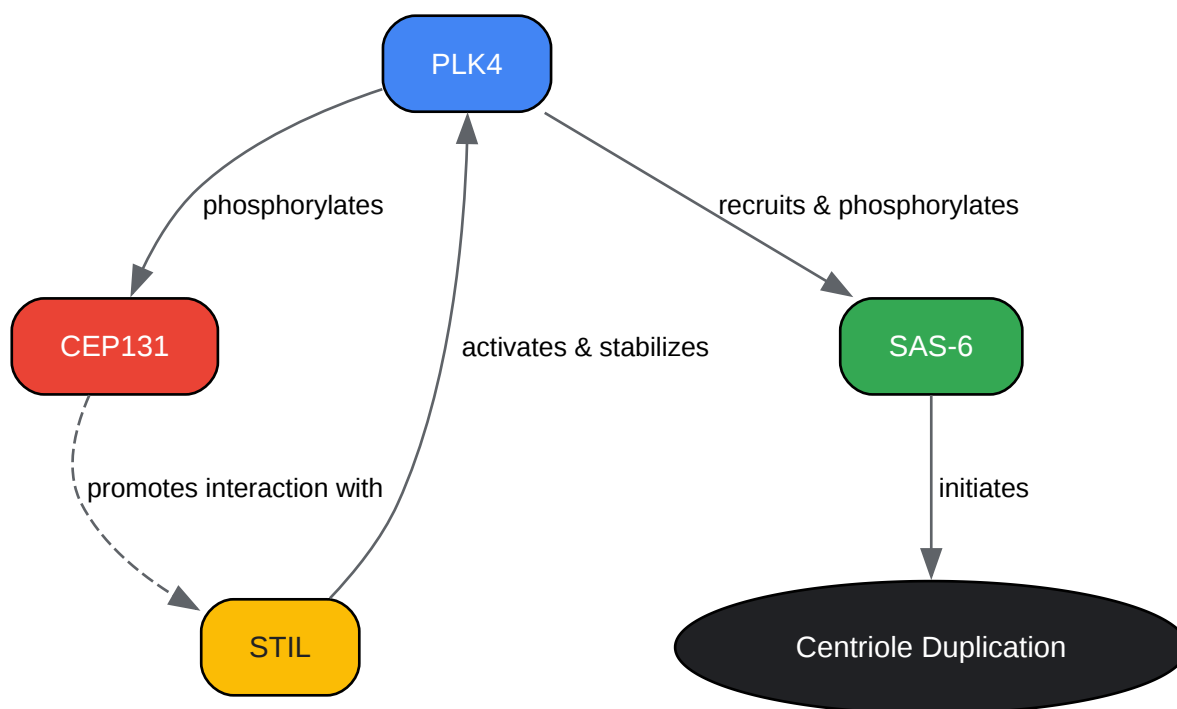 PLK4
phosphorylates
recruits & phosphorylates
CEP131
activates & stabilizes
SAS-6
promotes interaction with
initiates
STIL
Centriole Duplication